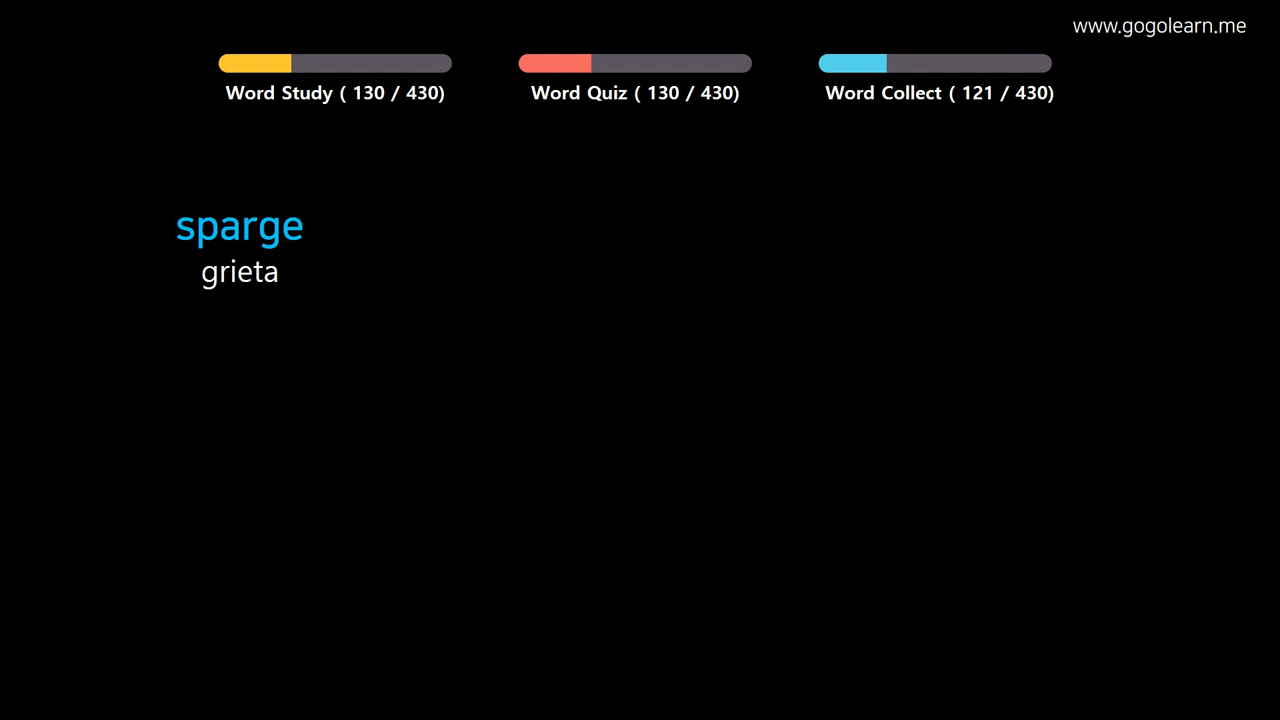 www.gogolearn.me
Word Study ( 130 / 430)
Word Quiz ( 130 / 430)
Word Collect ( 121 / 430)
sparge
grieta